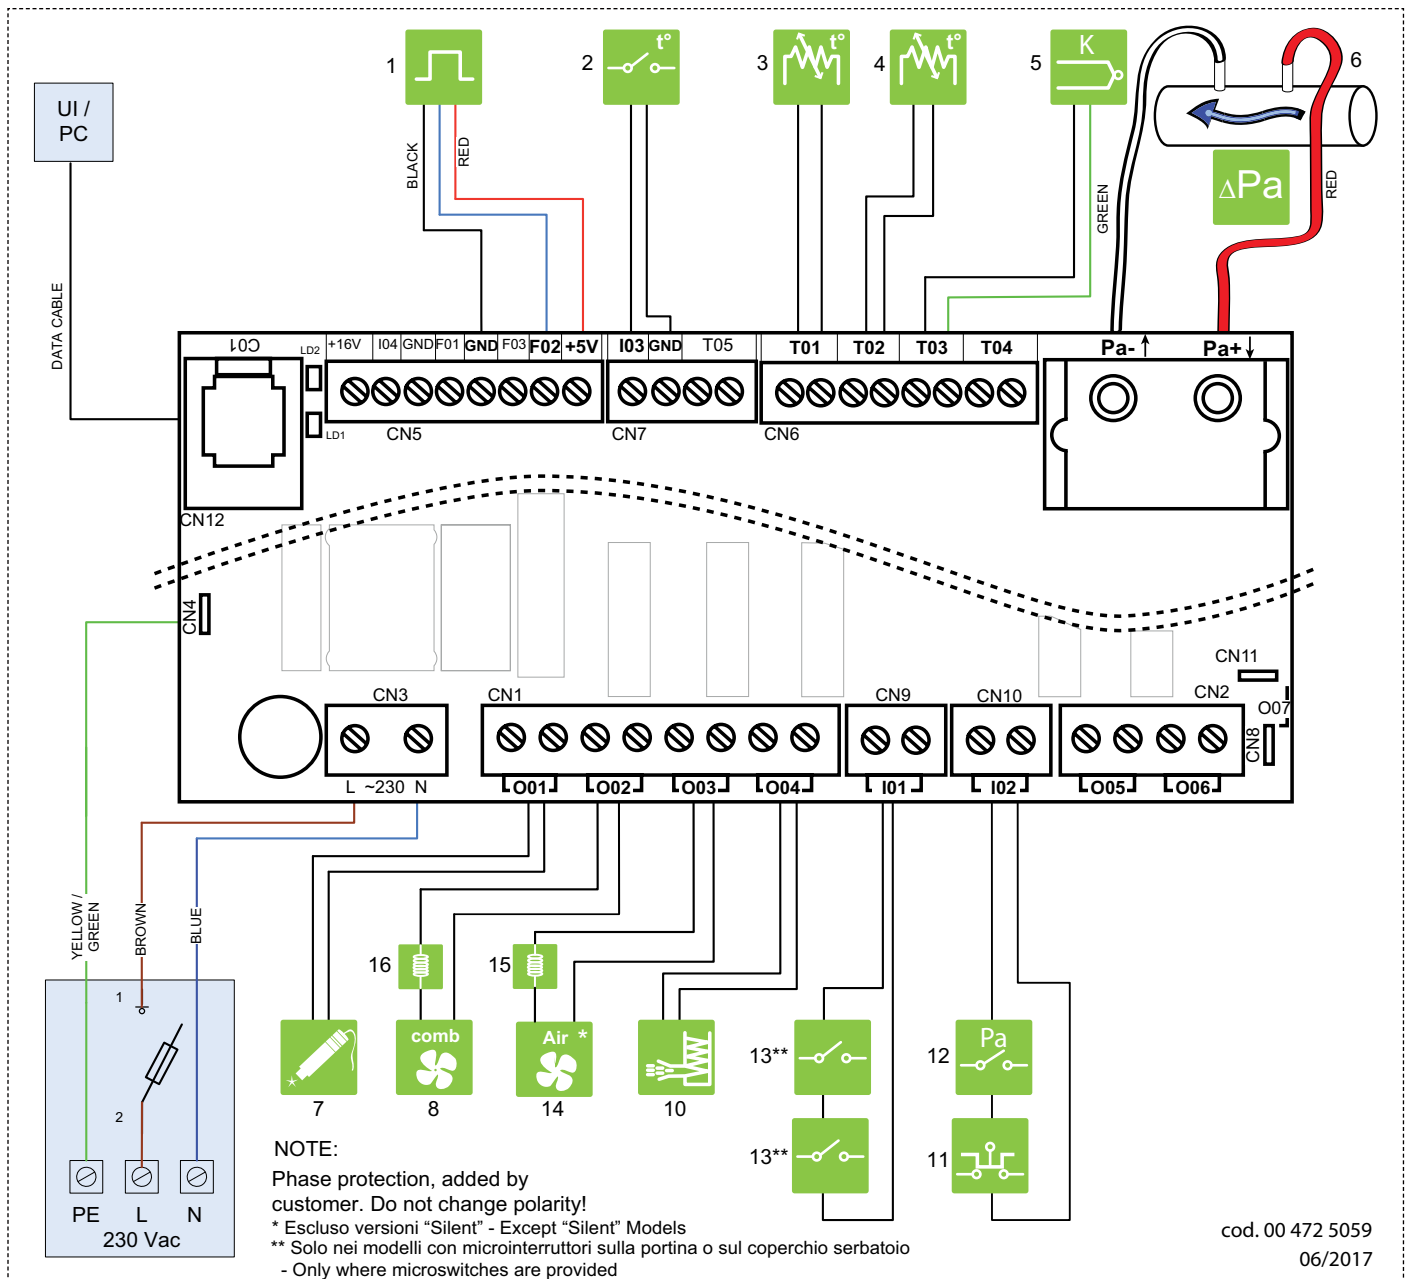 1
2
t°
3
t°
4
t°
5
K
6
UI /
PC
BLACK
RED
GREEN
ΔPa
RED
DATA CABLE
C01
LD2
+16V
I04
GND
F01
GND
F03
F02
+5V
I03
GND
T05
T01
T02
T03
T04
Pa-
Pa+
LD1
CN5
CN7
CN6
CN12
CN4
CN11
CN3
CN1
CN9
CN10
CN2
O07
CN8
L ~230 N
O01
O02
O03
O04
I01
I02
O05
O06
YELLOW /
GREEN
BROWN
BLUE
16
15
1
2
comb
Air *
13**
12
Pa
7
8
14
10
13**
11
PE
L
N
230 Vac
NOTE:
Phase protection, added by
customer. Do not change polarity!
* Escluso versioni “Silent” - Except “Silent” Models
** Solo nei modelli con microinterruttori sulla portina o sul coperchio serbatoio
- Only where microswitches are provided
cod. 00 472 5059
06/2017